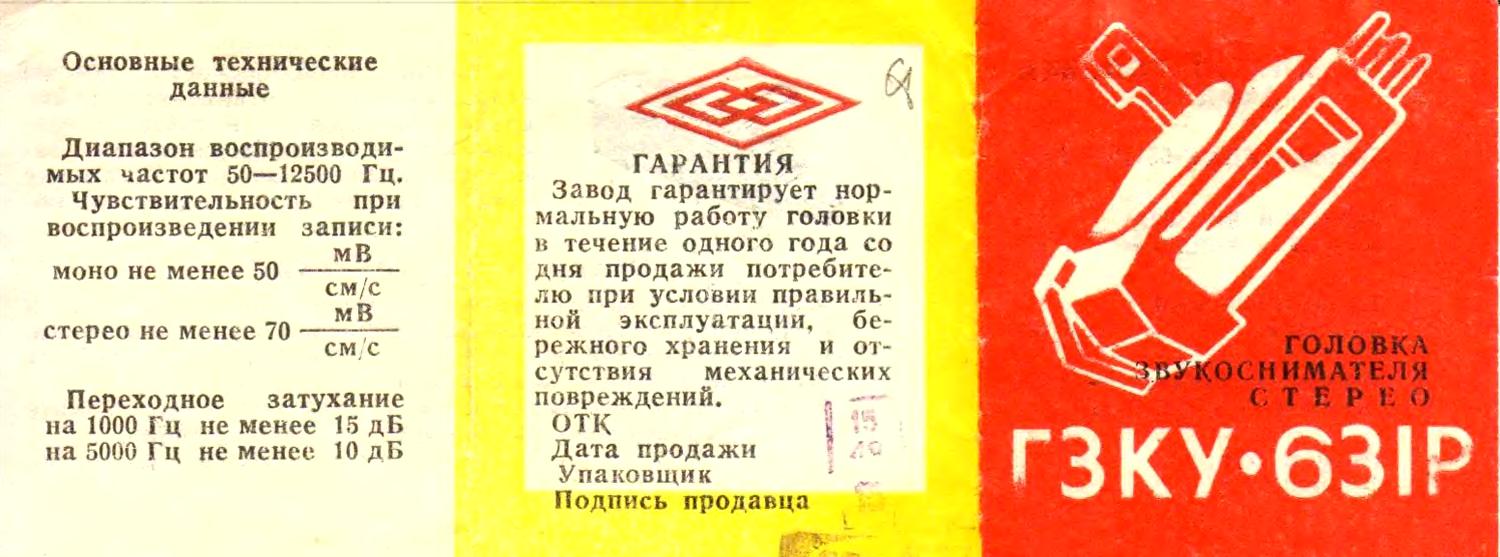 Основные технические
данные
Диапазон воспроизводи-
мых частот 50—12500 Гц.
Чувствительность при
воспроизведении записи:
моно не менее 50 мВ
см/с
стерео не менее 70 мВ
см/с
Переходное затухание
на 1000 Гц не менее 15 дБ
на 5000 Гц не менее 10 дБ
ГАРАНТИЯ
Завод гарантирует нор-
мальную работу головки
в течение одного года со
дня продажи потребите-
лю при условии правиль-
ной эксплуатации, бе-
режного хранения и от-
сутствия механических
повреждений.
ОТК
15
Дата продажи
Упаковщик
Подпись продавца
ГОЛОВКА
ЗВУКОСНИМАТЕЛЯ
СТЕРЕО
ГЗКУ·631Р